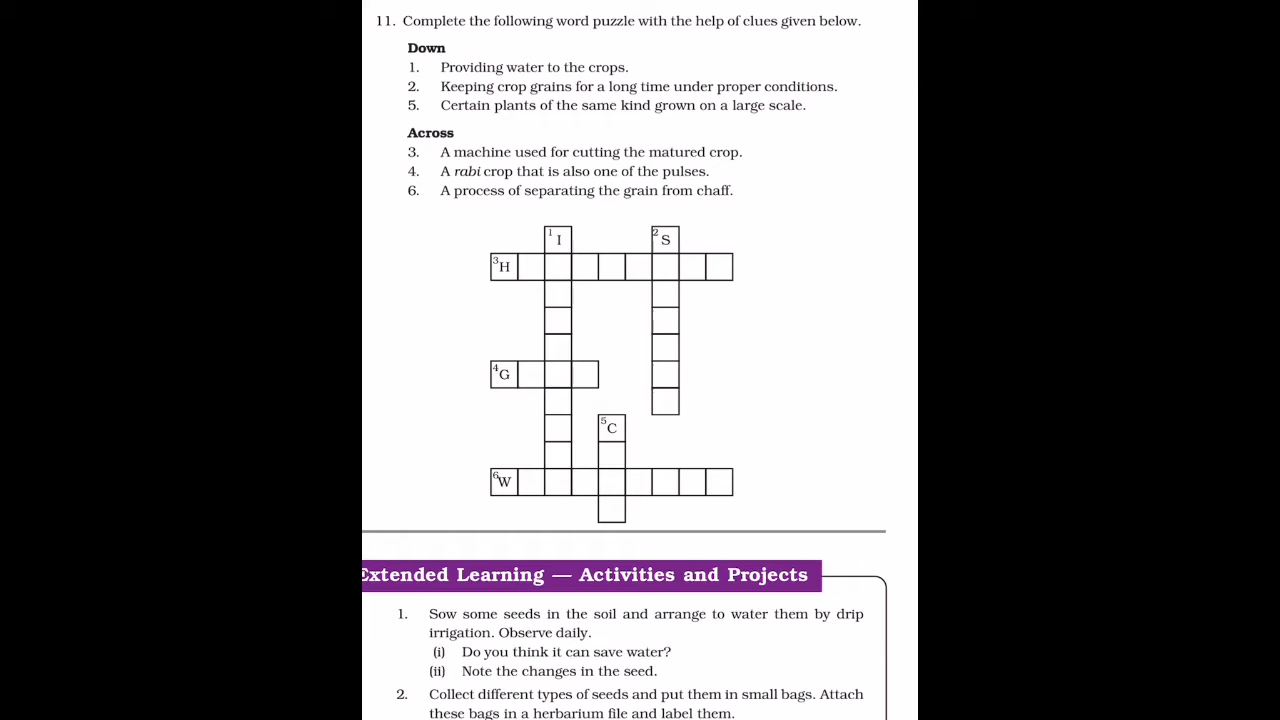 11. Complete the following word puzzle with the help of clues given below.
Down
1. Providing water to the crops.
2. Keeping crop grains for a long time under proper conditions.
5. Certain plants of the same kind grown on a large scale.
Across
3. A machine used for cutting the matured crop.
4. A rabi crop that is also one of the pulses.
6. A process of separating the grain from chaff.
1 I 2 S
3 H
4 G
5 C
6 W
Extended Learning — Activities and Projects
1. Sow some seeds in the soil and arrange to water them by drip
irrigation. Observe daily.
(i) Do you think it can save water?
(ii) Note the changes in the seed.
2. Collect different types of seeds and put them in small bags. Attach
these bags in a herbarium file and label them.